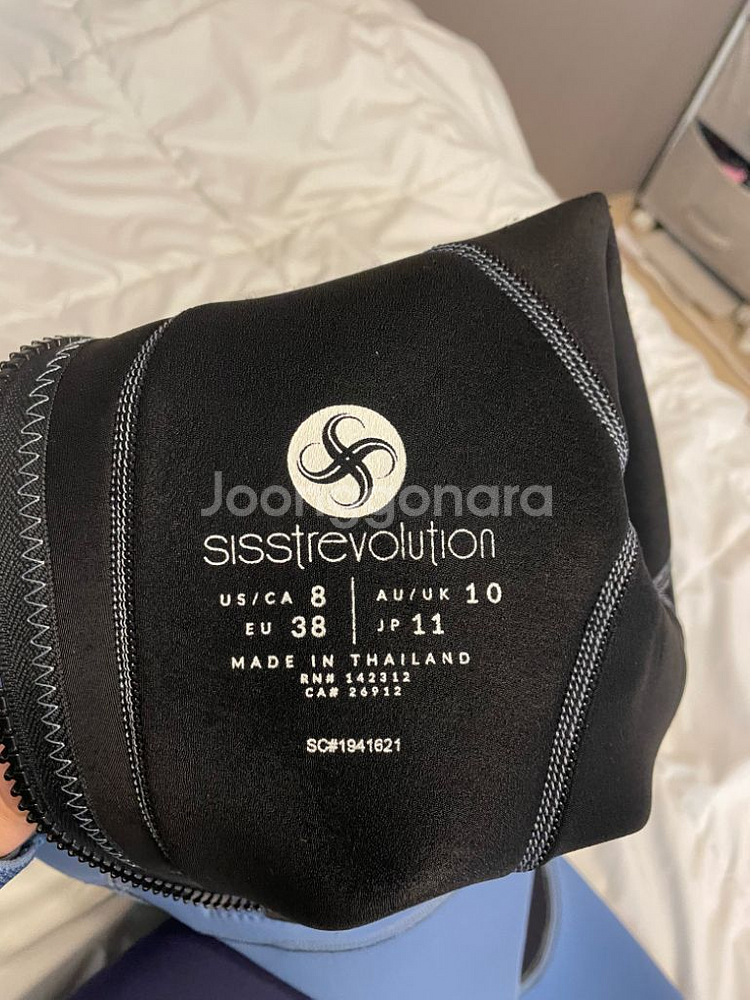 Joonggonara
sisstrevolution
US/CA 8 AU/UK 10
EU 38 JP 11
MADE IN THAILAND
RN# 142312
CA# 26912
SC#1941621